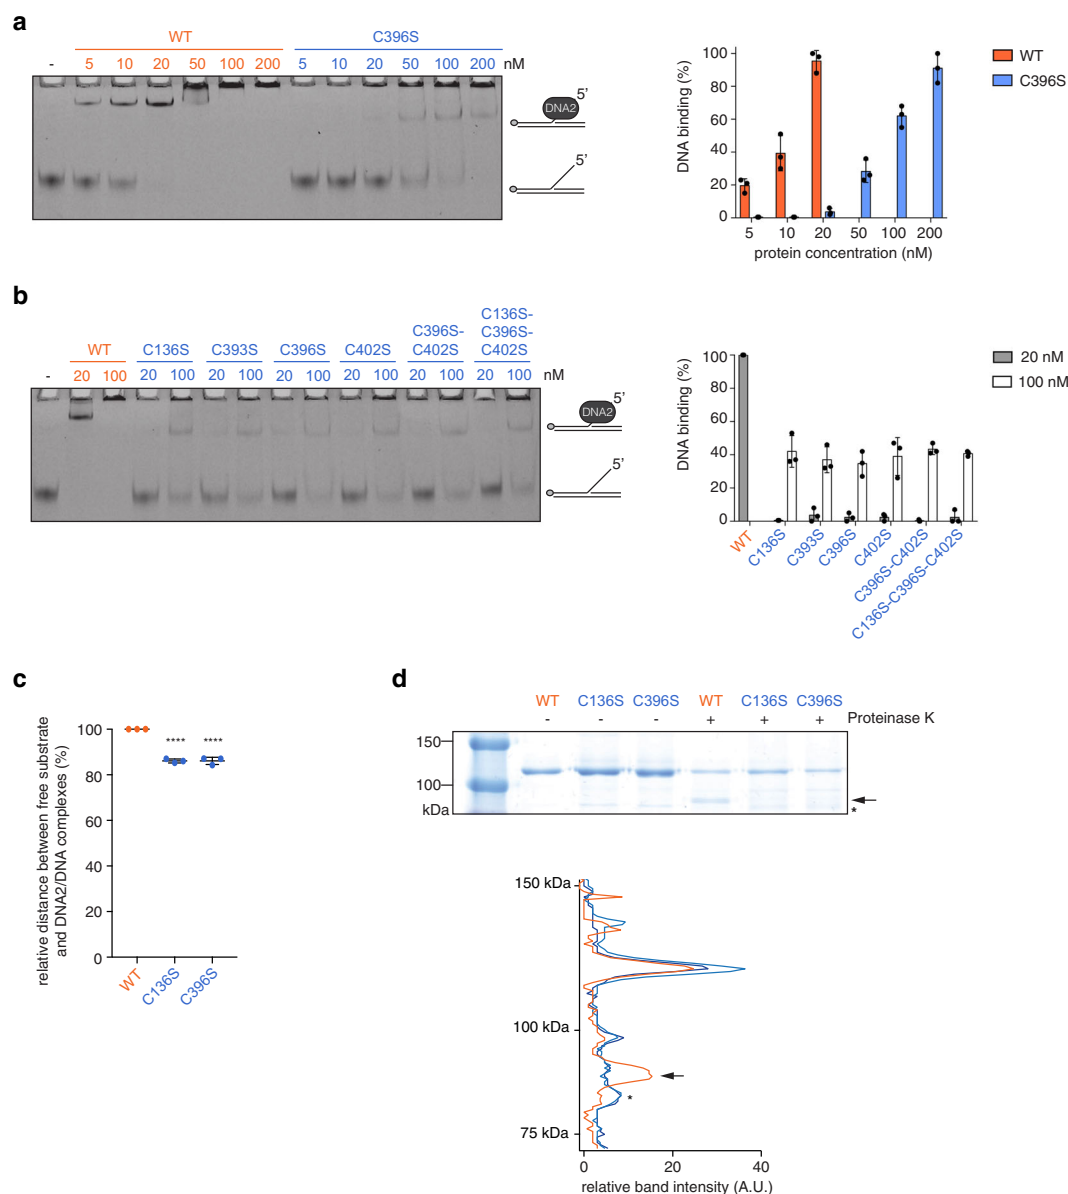 a
WT
C396S
- 5 10 20 50 100 200 5 10 20 50 100 200 nM
5'
DNA2
5'
DNA binding (%)
100
80
60
40
20
0
5 10 20 50 100 200
protein concentration (nM)
WT
C396S
b
WT C136S C393S C396S C402S C396S-C402S C136S-C396S-C402S
- 20 100 20 100 20 100 20 100 20 100 20 100 20 100 nM
5'
DNA2
5'
DNA binding (%)
100
80
60
40
20
0
WT
C136S
C393S
C396S
C402S
C396S-C402S
C136S-C396S-C402S
20 nM
100 nM
c
relative distance between free substrate
and DNA2/DNA complexes (%)
100
80
60
40
20
0
**** ****
WT
C136S
C396S
d
WT C136S C396S WT C136S C396S
- - - + + + Proteinase K
150
100
kDa
*
150 kDa
100 kDa
75 kDa
*
0 20 40
relative band intensity (A.U.)